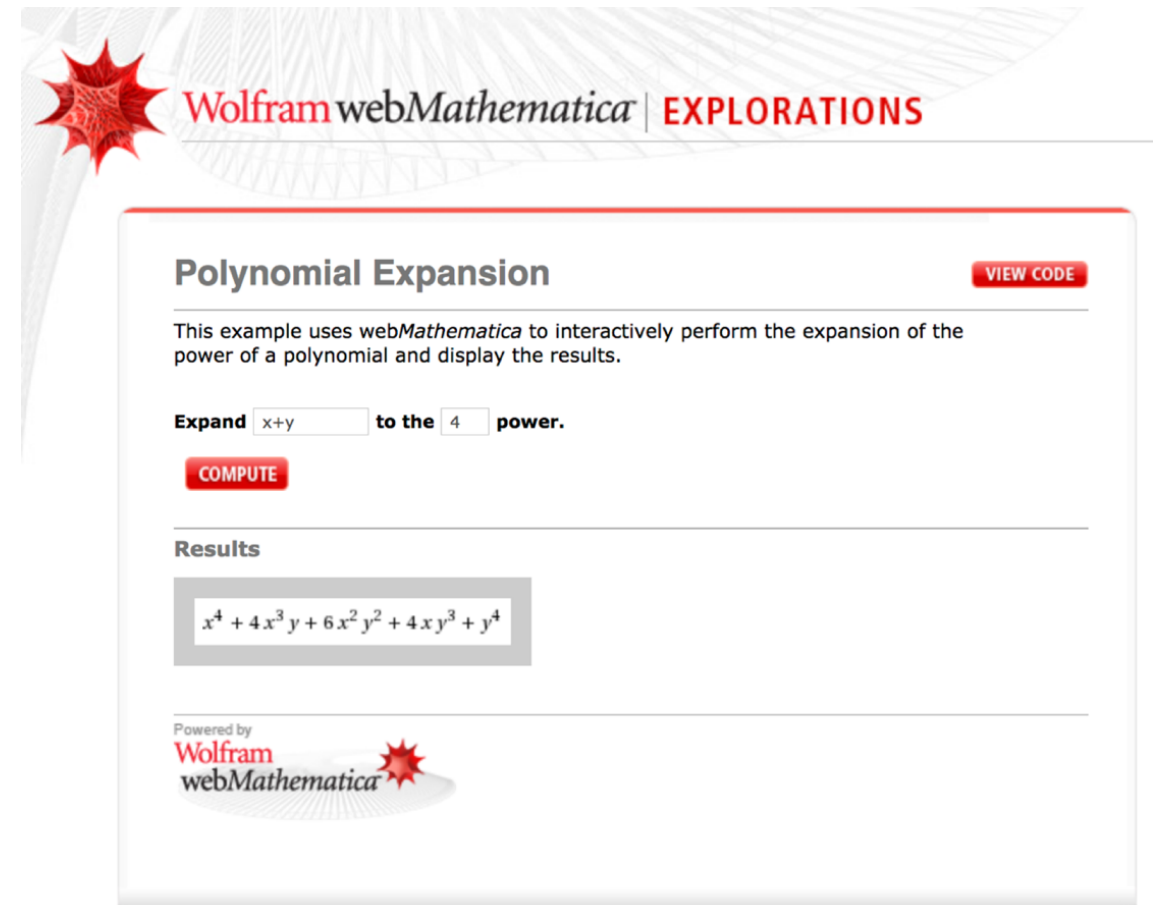 Wolfram webMathematica | EXPLORATIONS
Polynomial Expansion
VIEW CODE
This example uses webMathematica to interactively perform the expansion of the
power of a polynomial and display the results.
Expand x+y to the 4 power.
COMPUTE
Results
x⁴ + 4 x³ y + 6 x² y² + 4 x y³ + y⁴
Powered by
Wolfram
webMathematica